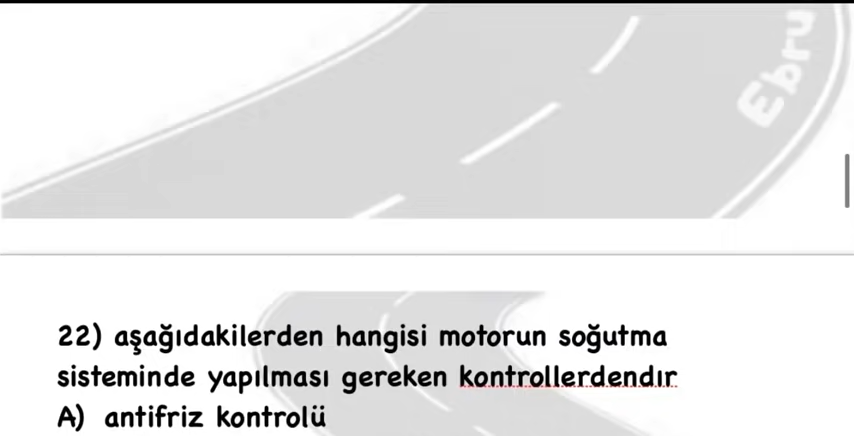 Ebru
22) aşağıdakilerden hangisi motorun soğutma
sisteminde yapılması gereken kontrollerdendır
A) antifriz kontrolü